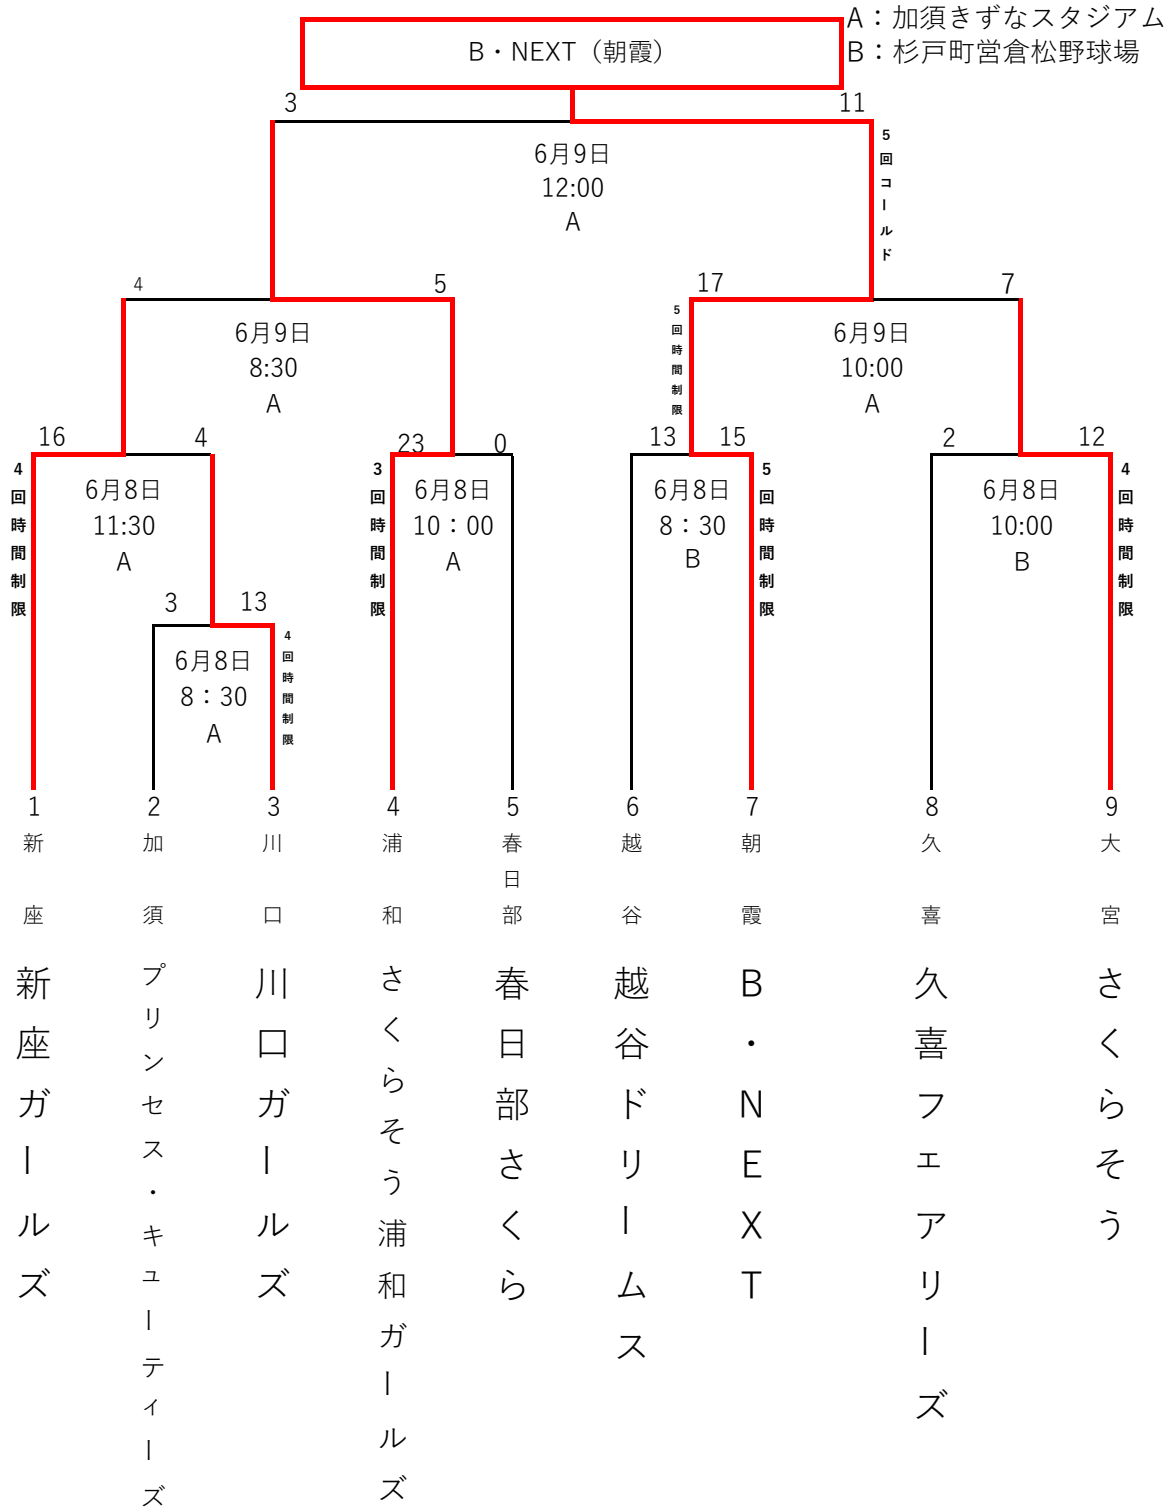 A：加須きずなスタジアム
B：杉戸町営倉松野球場
B・NEXT（朝霞）
3
11
5回コールド
6月9日
12:00
A
4
5
17
7
5回時間制限
6月9日
8:30
A
6月9日
10:00
A
16
4
23
0
13
15
2
12
4回時間制限
6月8日
11:30
A
3回時間制限
6月8日
10：00
A
6月8日
8：30
B
5回時間制限
6月8日
10:00
B
4回時間制限
3
13
6月8日
8：30
A
4回時間制限
1
新座
新座ガールズ
2
加須
プリンセス・キューティーズ
3
川口
川口ガールズ
4
浦和
さくらそう浦和ガールズ
5
春日部
春日部さくら
6
越谷
越谷ドリームス
7
朝霞
B・NEXT
8
久喜
久喜フェアリーズ
9
大宮
さくらそう